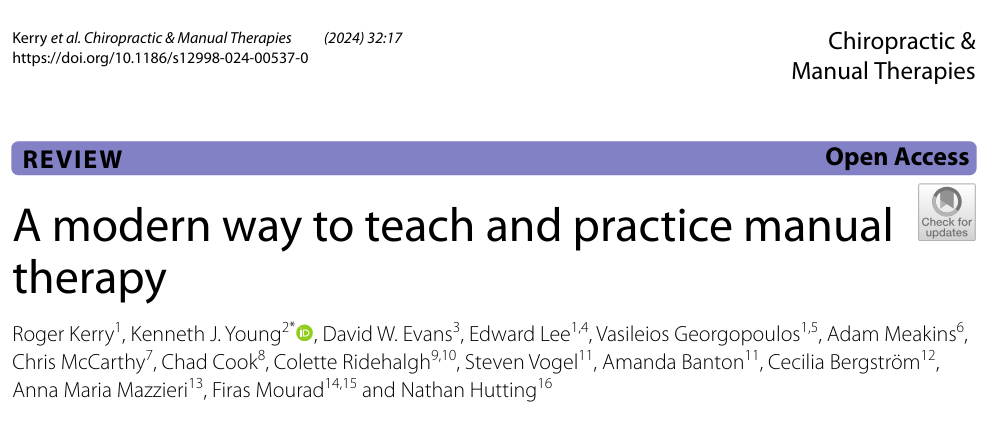 Kerry et al. Chiropractic & Manual Therapies (2024) 32:17
https://doi.org/10.1186/s12998-024-00537-0
Chiropractic &
Manual Therapies
REVIEW Open Access
A modern way to teach and practice manual
therapy
Check for
updates
Roger Kerry1, Kenneth J. Young2* iD, David W. Evans3, Edward Lee1,4, Vasileios Georgopoulos1,5, Adam Meakins6,
Chris McCarthy7, Chad Cook8, Colette Ridehalgh9,10, Steven Vogel11, Amanda Banton11, Cecilia Bergström12,
Anna Maria Mazzieri13, Firas Mourad14,15 and Nathan Hutting16